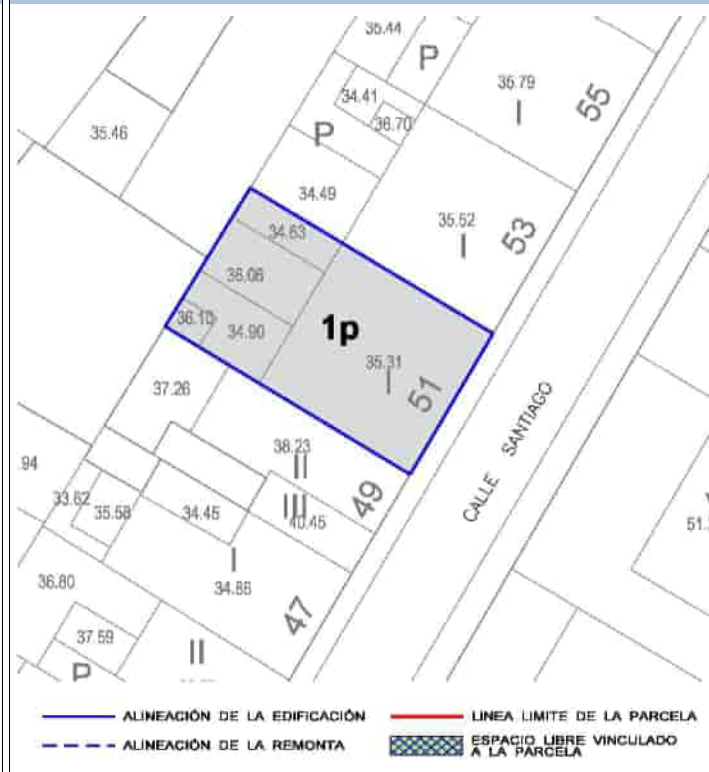 35.44
P
35.79
I
55
34.41
36.70
35.46
P
34.49
35.52
I
53
34.63
36.06
1p
36.10
34.90
35.31
I
51
37.26
CALLE SANTIAGO
38.23
II
.94
33.62
35.58
34.45
III
40.45
49
51.
I
34.86
36.80
47
37.59
II
P
ALINEACIÓN DE LA EDIFICACIÓN
LINEA LIMITE DE LA PARCELA
ALINEACIÓN DE LA REMONTA
ESPACIO LIBRE VINCULADO
A LA PARCELA